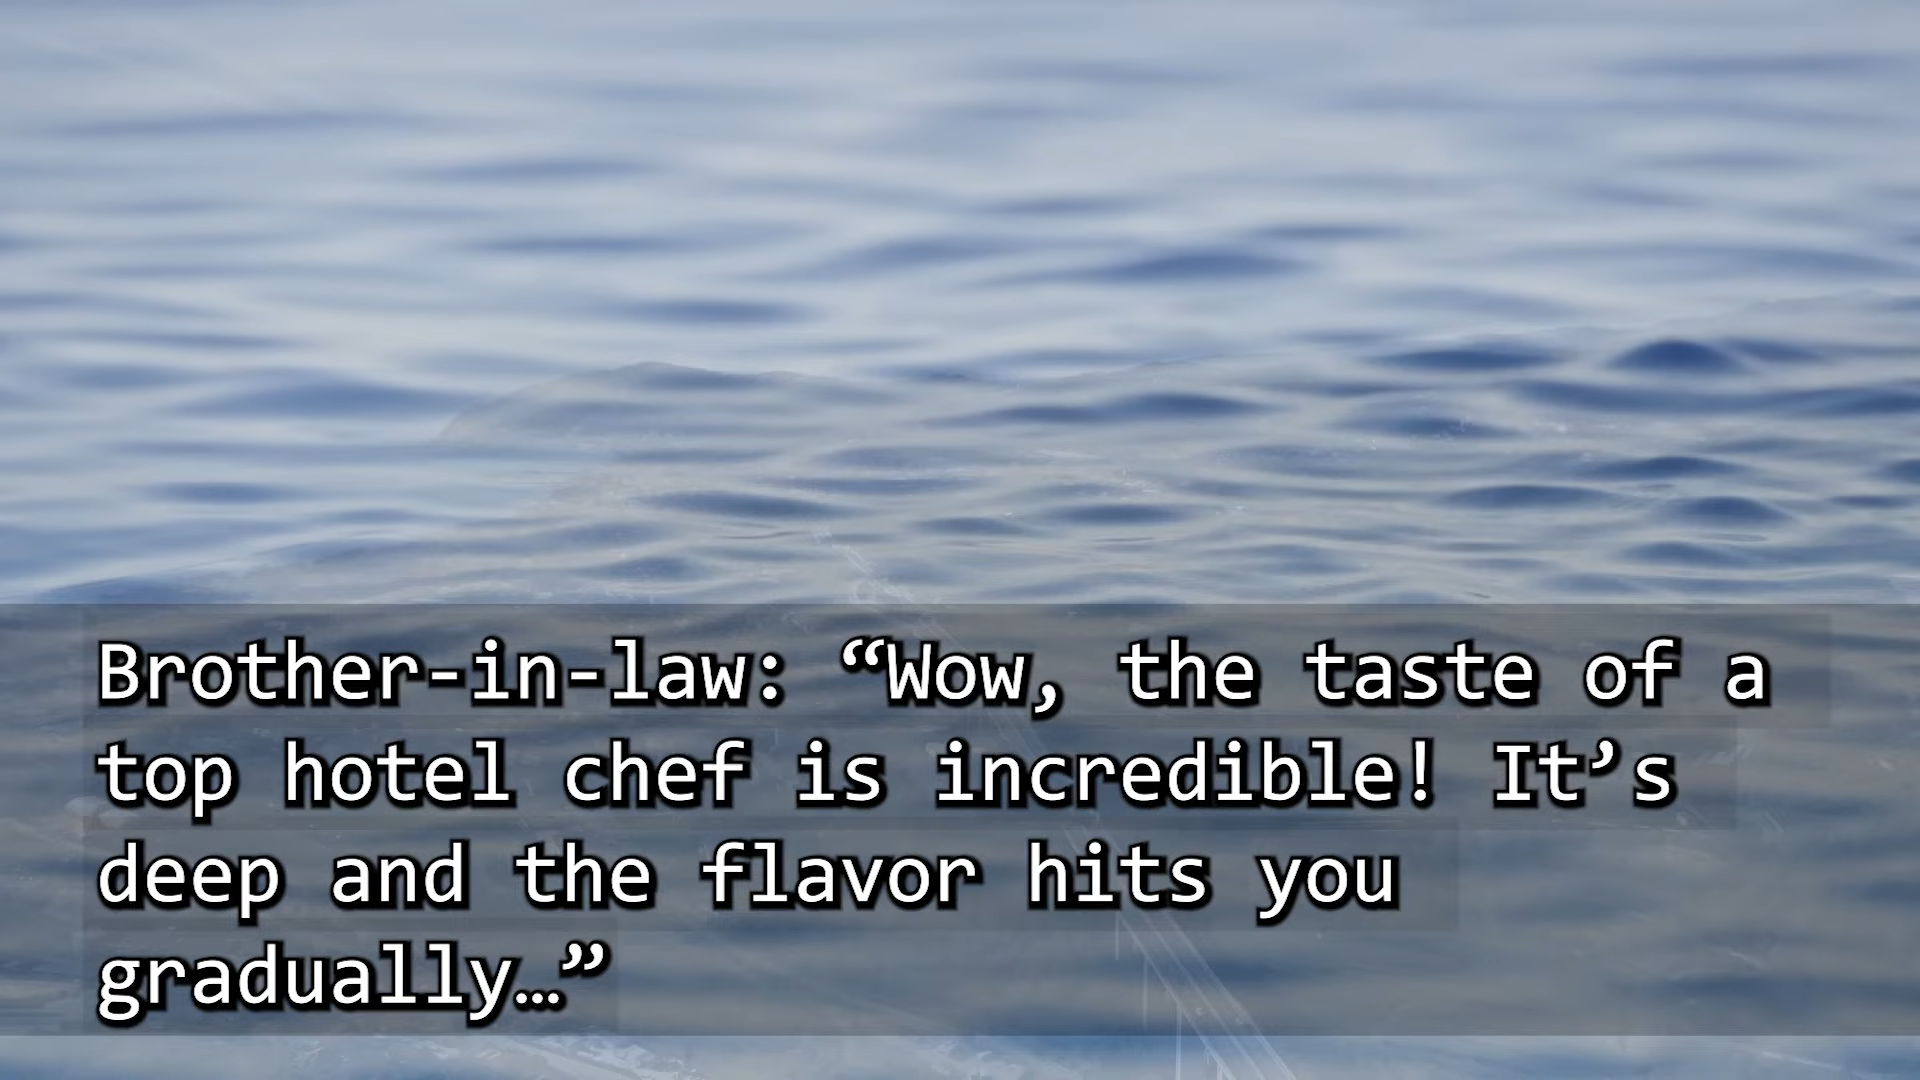 Brother-in-law: “Wow, the taste of a
top hotel chef is incredible! It’s
deep and the flavor hits you
gradually…”